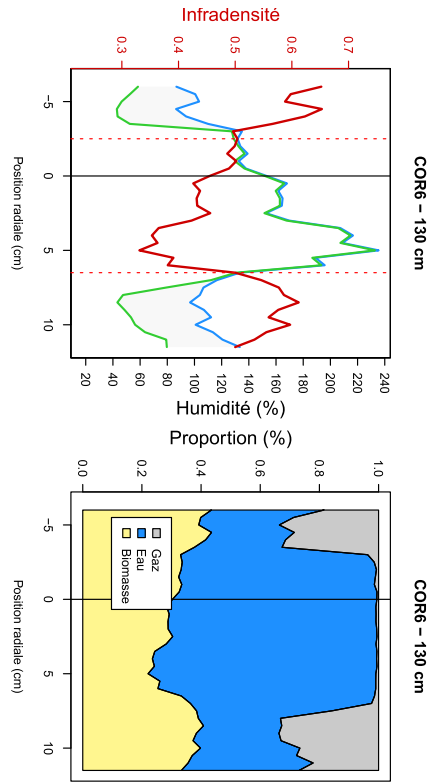 Infradensité
0.3 0.4 0.5 0.6 0.7
COR6 − 130 cm
−5 0 5 10
Position radiale (cm)
20 40 60 80 100 120 140 160 180 200 220 240
Humidité (%)
Proportion (%)
0.0 0.2 0.4 0.6 0.8 1.0
COR6 − 130 cm
−5 0 5 10
Position radiale (cm)
Gaz
Eau
Biomasse